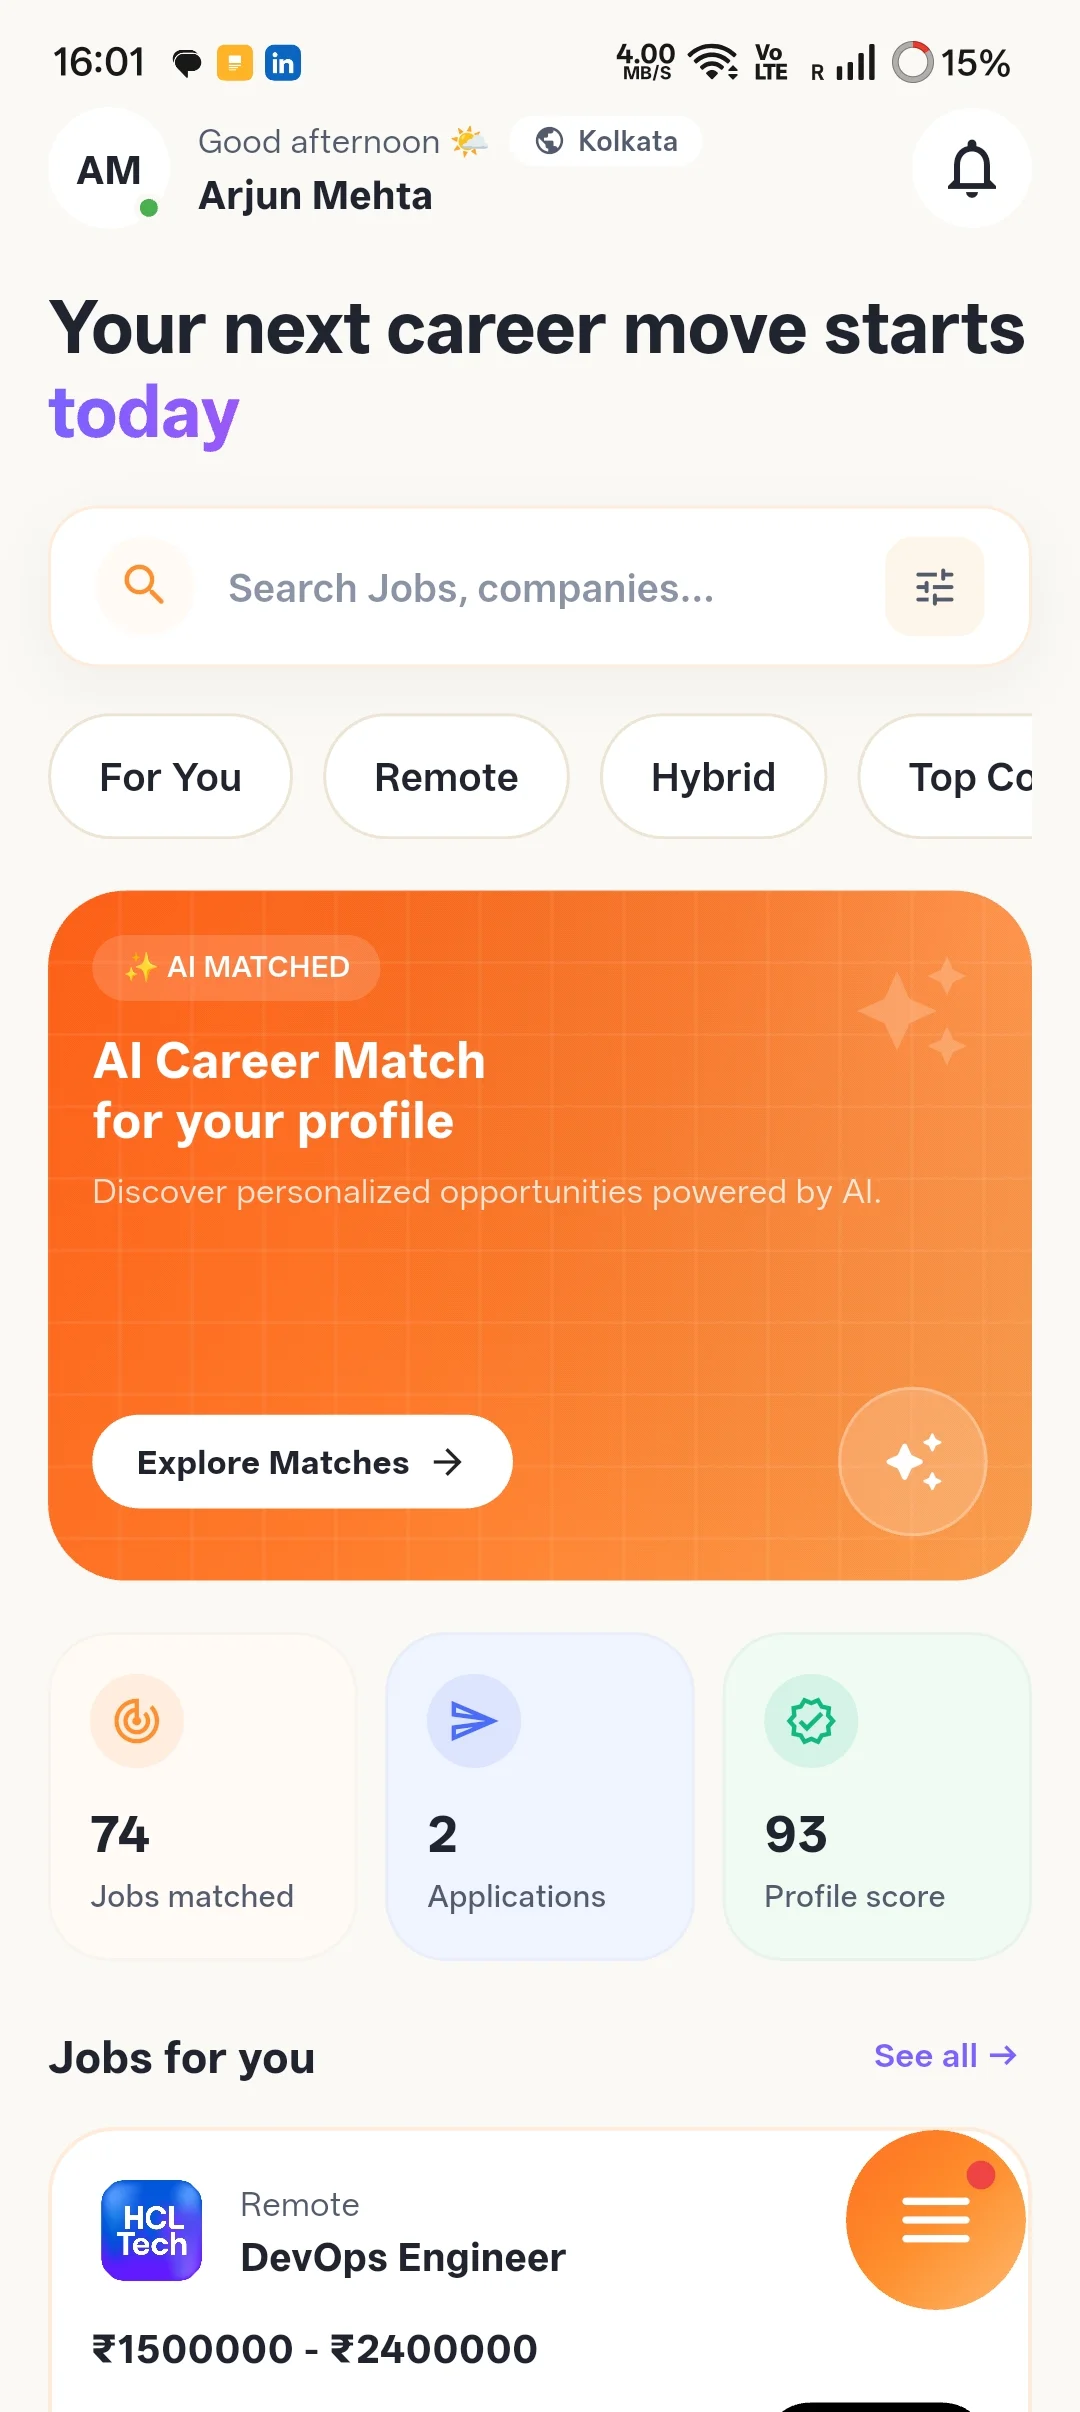 16:01
4.00 MB/S
Vo LTE
R
15%
AM
Good afternoon 🌤️
Kolkata
Arjun Mehta
Your next career move starts
today
Search Jobs, companies...
For You
Remote
Hybrid
Top Co
✨ AI MATCHED
AI Career Match
for your profile
Discover personalized opportunities powered by AI.
Explore Matches →
74
Jobs matched
2
Applications
93
Profile score
Jobs for you
See all →
HCL
Tech
Remote
DevOps Engineer
₹1500000 - ₹2400000